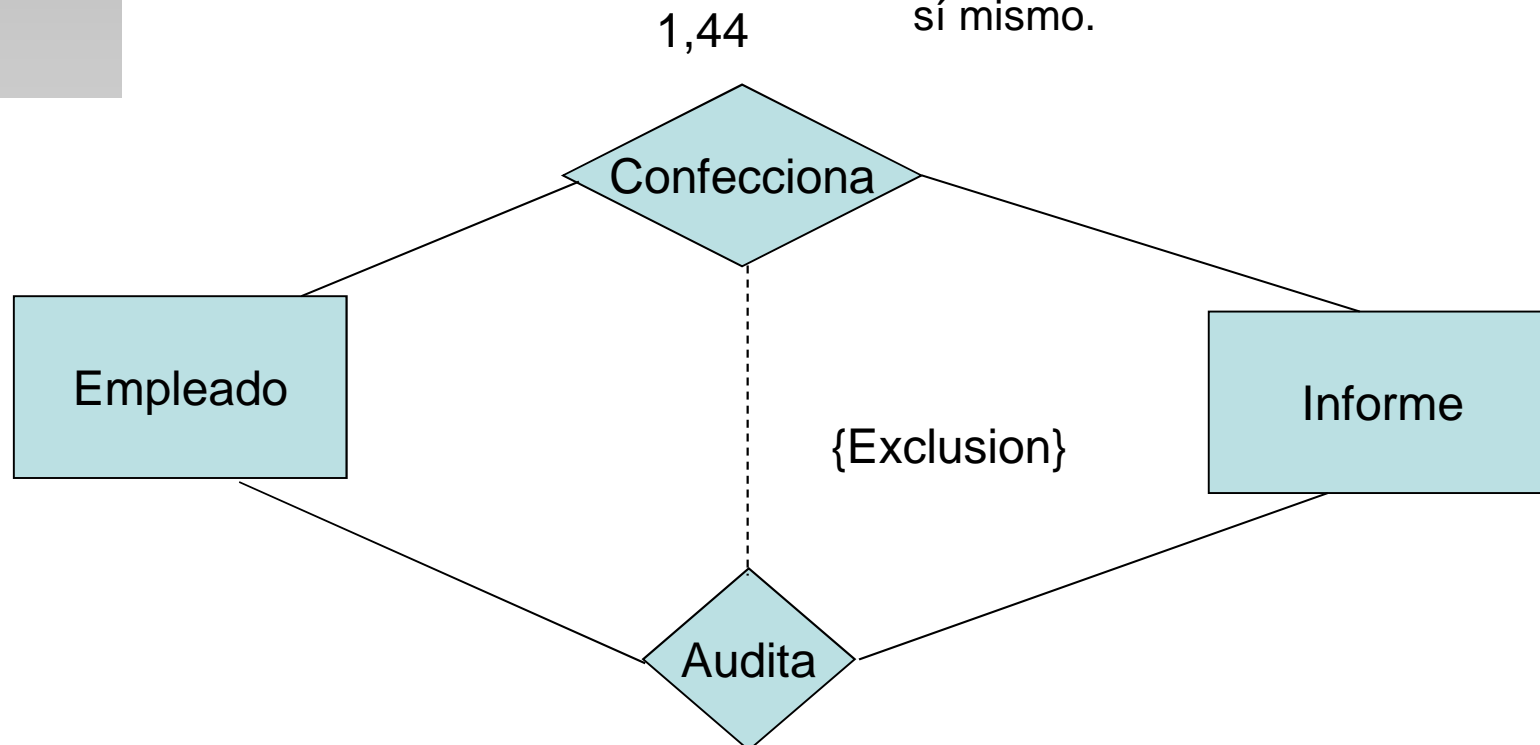 sí mismo.
1,44
Confecciona
Empleado
Informe
{Exclusion}
Audita